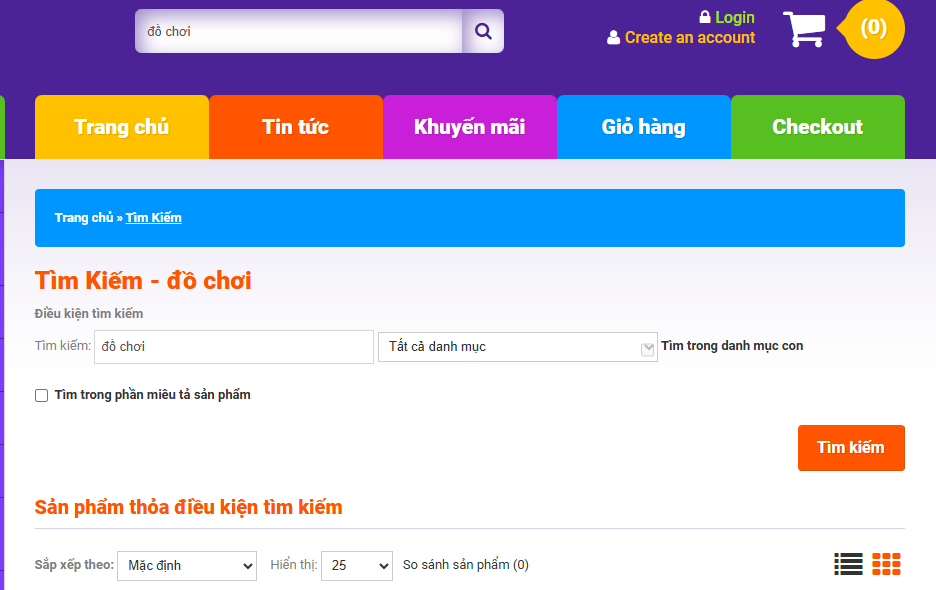 đồ chơi
Login
Create an account
(0)
Trang chủ
Tin tức
Khuyến mãi
Giỏ hàng
Checkout
Trang chủ » Tìm Kiếm
Tìm Kiếm - đồ chơi
Điều kiện tìm kiếm
Tìm kiếm: đồ chơi Tất cả danh mục Tìm trong danh mục con
Tìm trong phần miêu tả sản phẩm
Tìm kiếm
Sản phẩm thỏa điều kiện tìm kiếm
Sắp xếp theo: Mặc định Hiển thị: 25 So sánh sản phẩm (0)